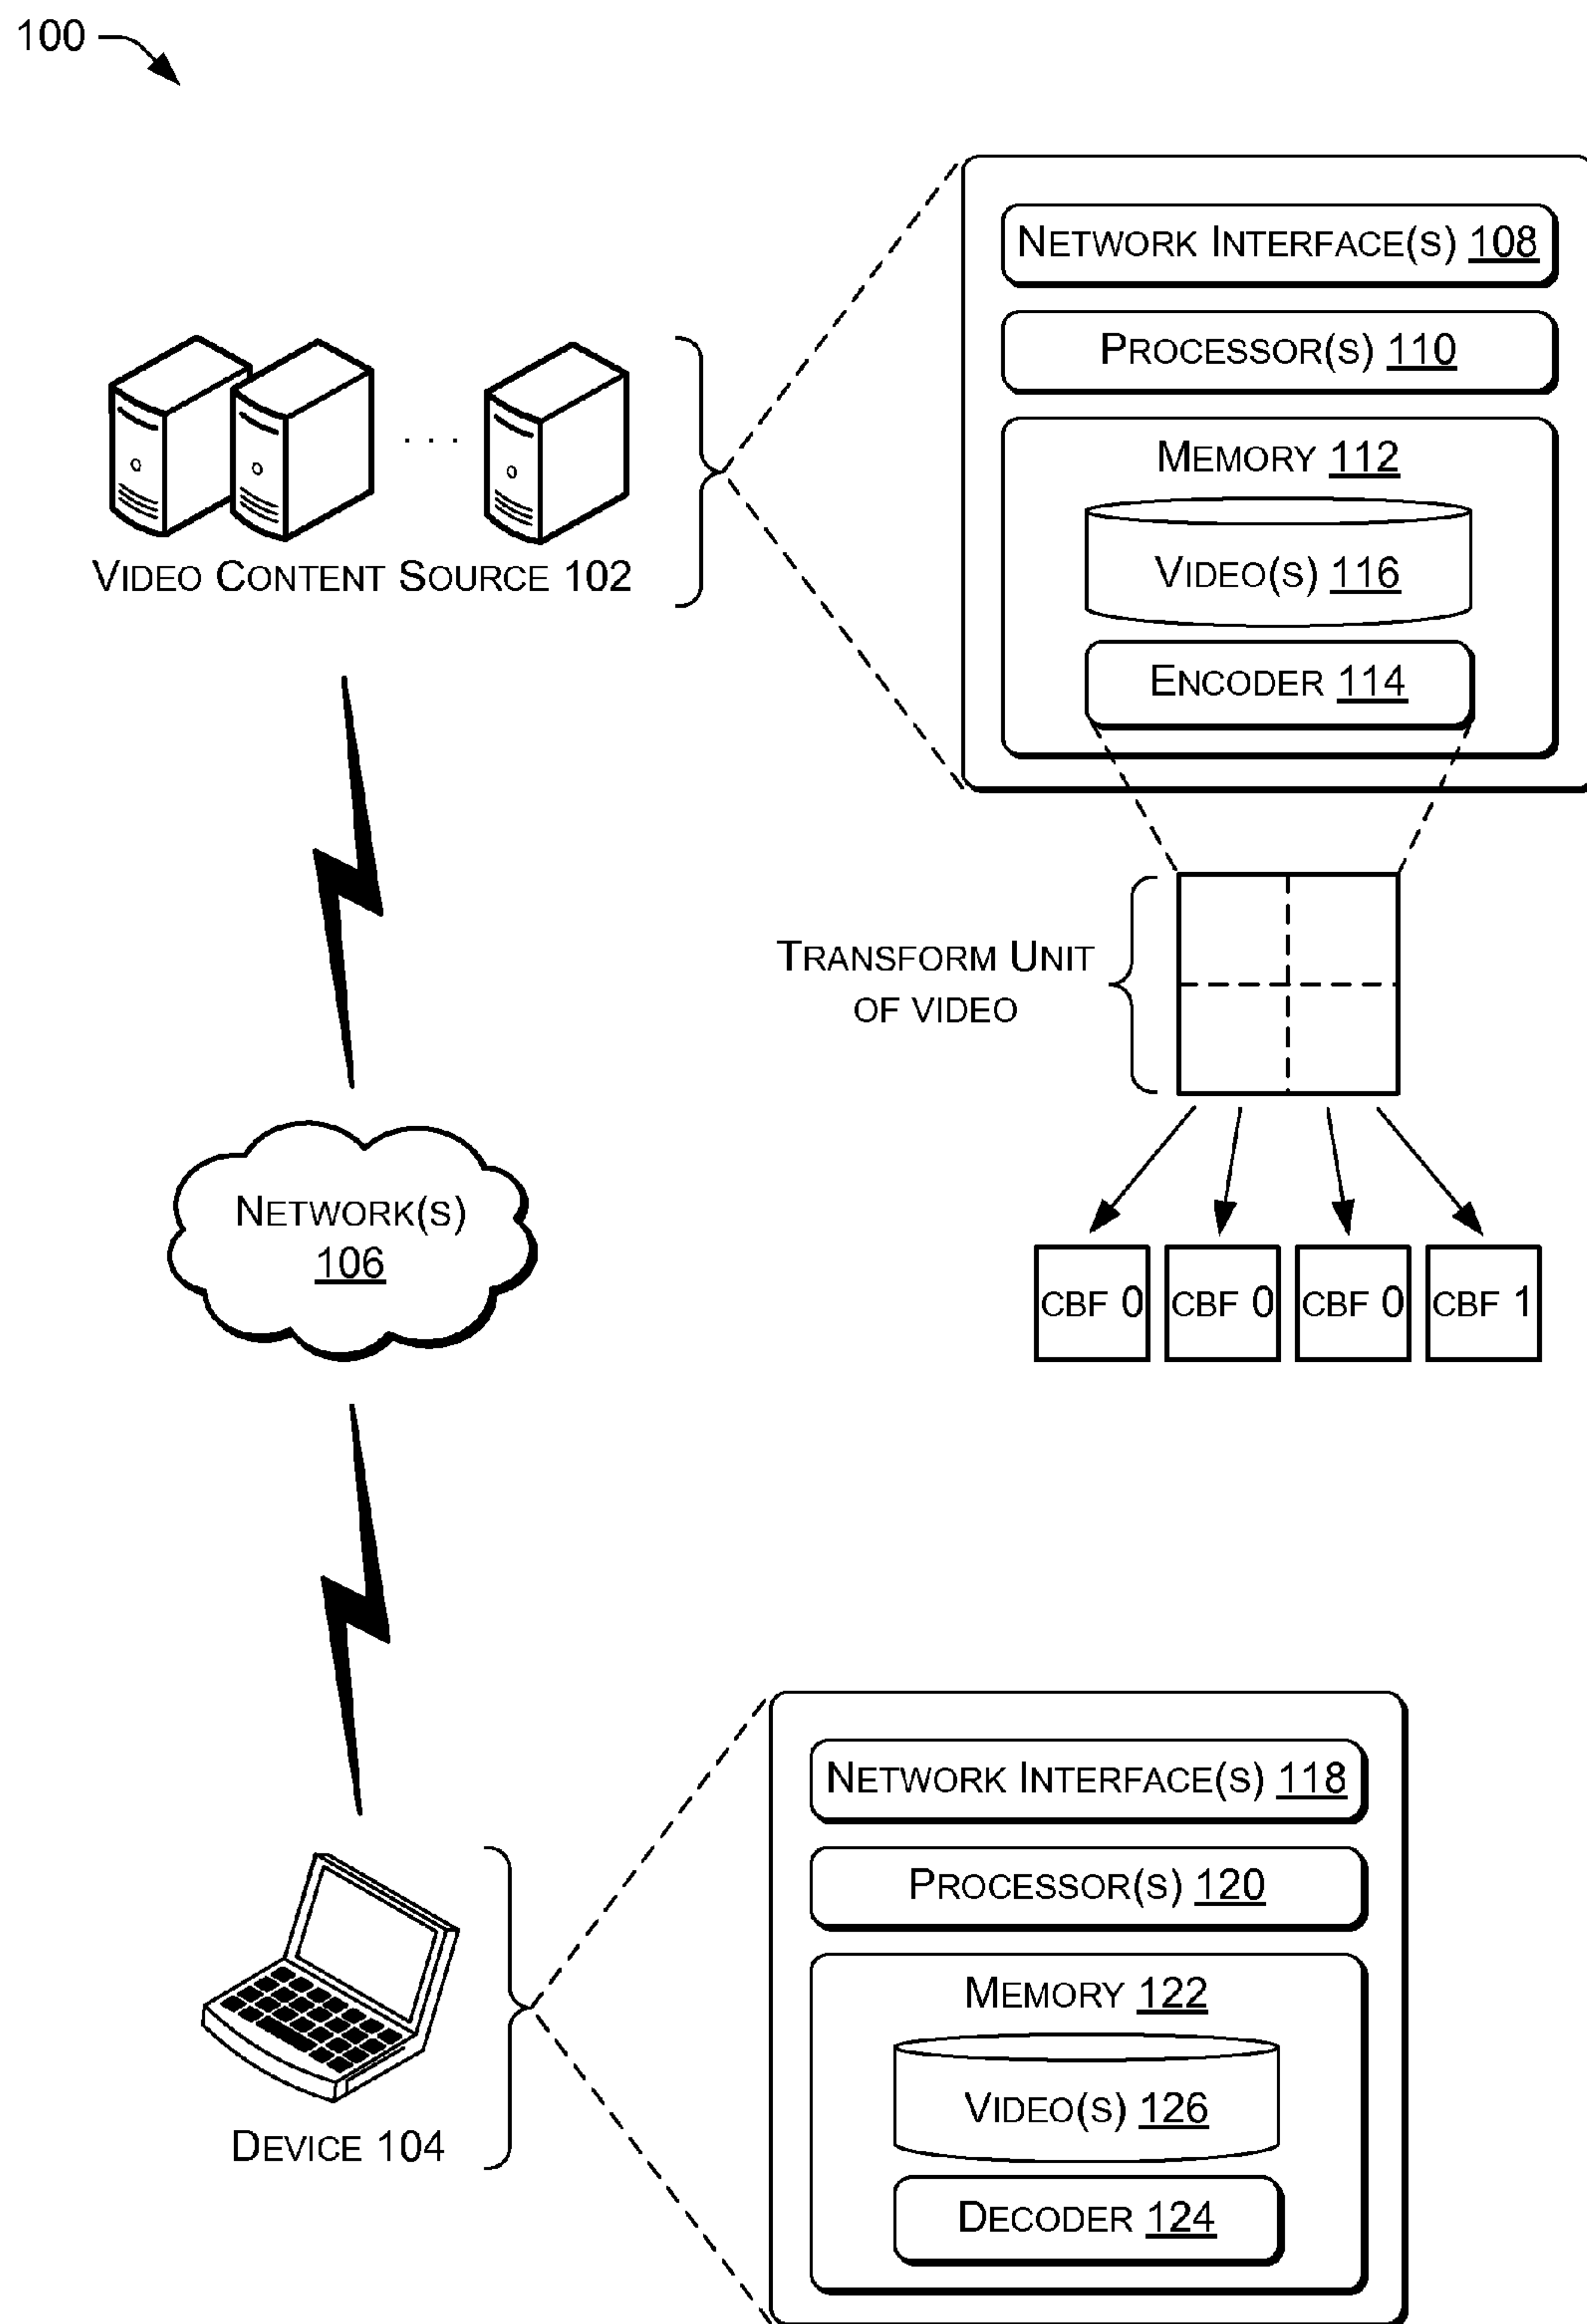 100
NETWORK INTERFACE(S) 108
PROCESSOR(S) 110
MEMORY 112
VIDEO(S) 116
ENCODER 114
VIDEO CONTENT SOURCE 102
TRANSFORM UNIT
OF VIDEO
CBF 0 CBF 0 CBF 0 CBF 1
NETWORK(S)
106
NETWORK INTERFACE(S) 118
PROCESSOR(S) 120
MEMORY 122
VIDEO(S) 126
DECODER 124
DEVICE 104